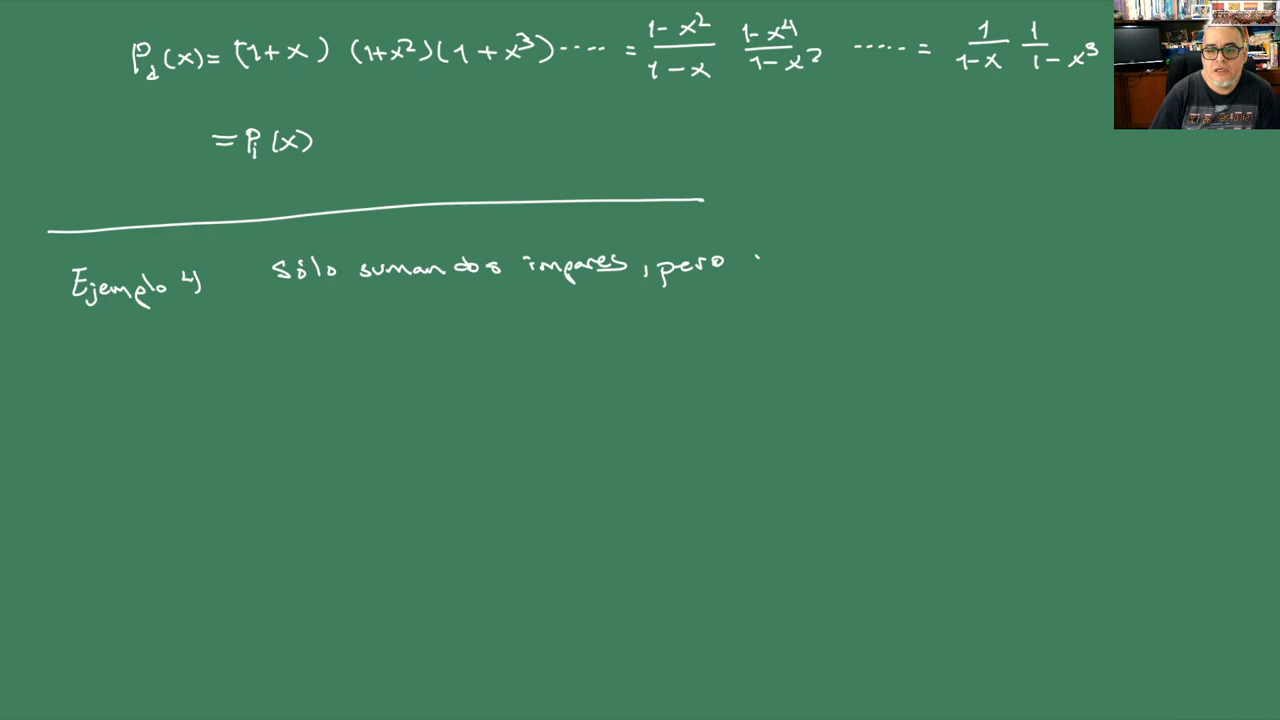 P_d(x) = (1+x) (1+x²)(1+x³)····· = (1-x²)/(1-x) (1-x⁴)/(1-x²) ····· = 1/(1-x) 1/(1-x³)
= P_i(x)
Ejemplo 4) Sólo sumandos impares, pero